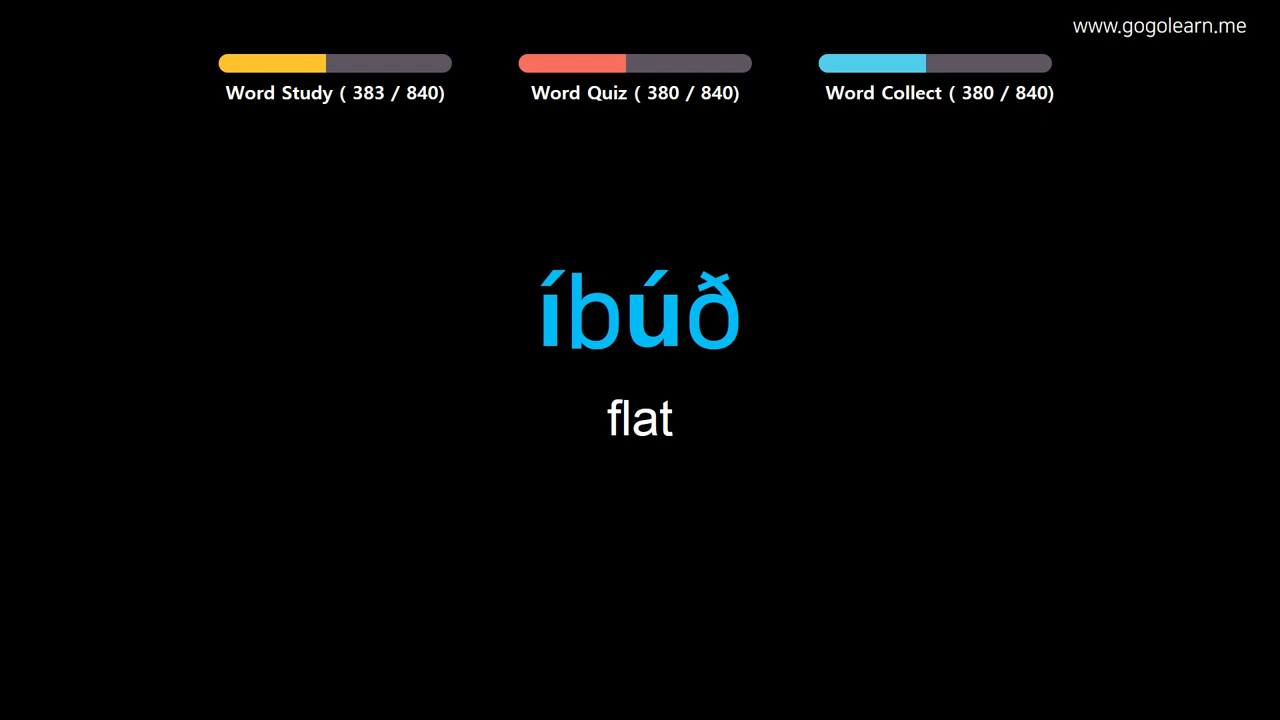 www.gogolearn.me
Word Study ( 383 / 840)
Word Quiz ( 380 / 840)
Word Collect ( 380 / 840)
íbúð
flat